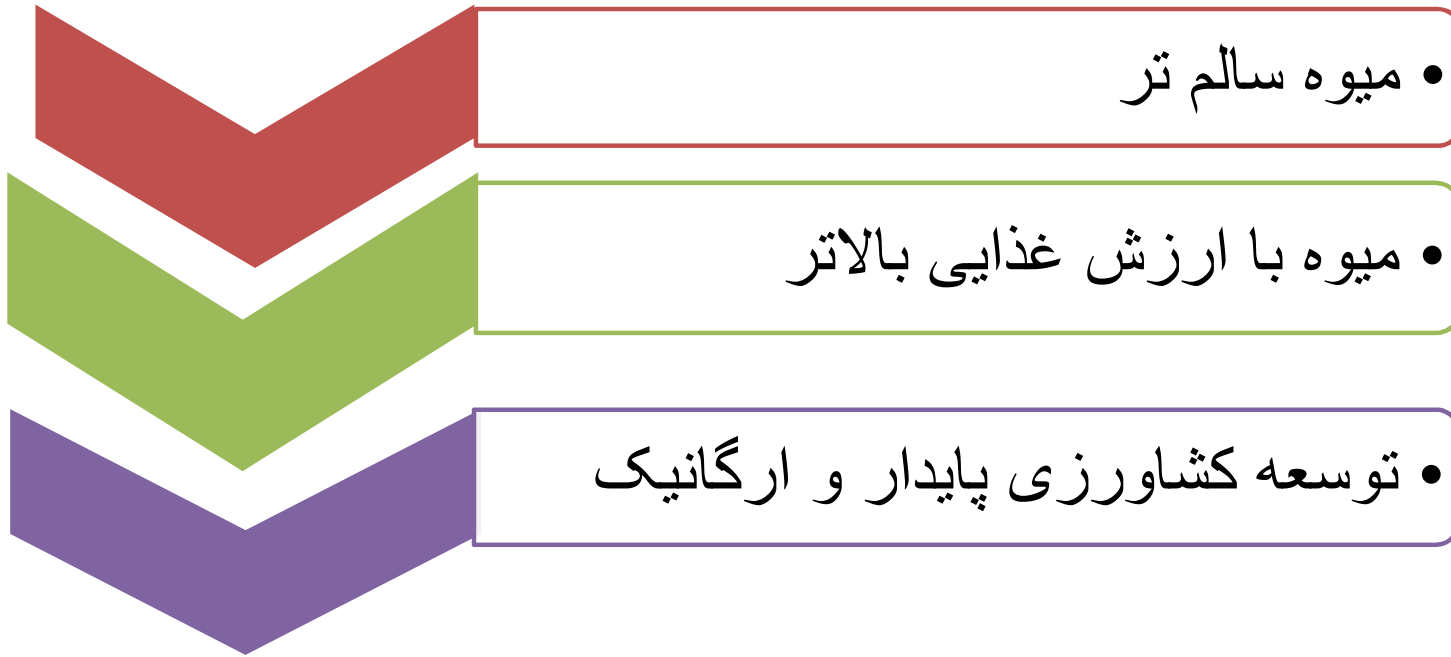 • میوه سالم تر
• میوه با ارزش غذایی بالاتر
• توسعه کشاورزی پایدار و ارگانیک